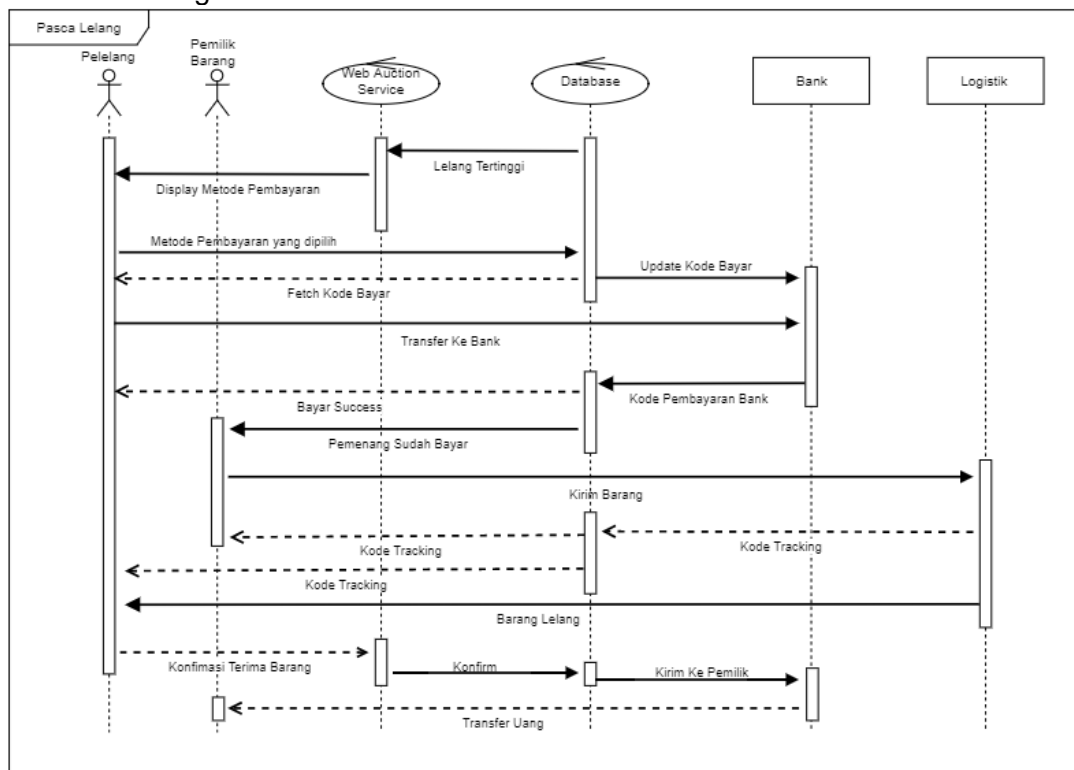 Pasca Lelang
Pelelang
Pemilik
Barang
Web Auction
Service
Database
Bank
Logistik
Lelang Tertinggi
Display Metode Pembayaran
Metode Pembayaran yang dipilih
Update Kode Bayar
Fetch Kode Bayar
Transfer Ke Bank
Kode Pembayaran Bank
Bayar Success
Pemenang Sudah Bayar
Kirim Barang
Kode Tracking
Kode Tracking
Kode Tracking
Barang Lelang
Konfimasi Terima Barang
Konfirm
Kirim Ke Pemilik
Transfer Uang